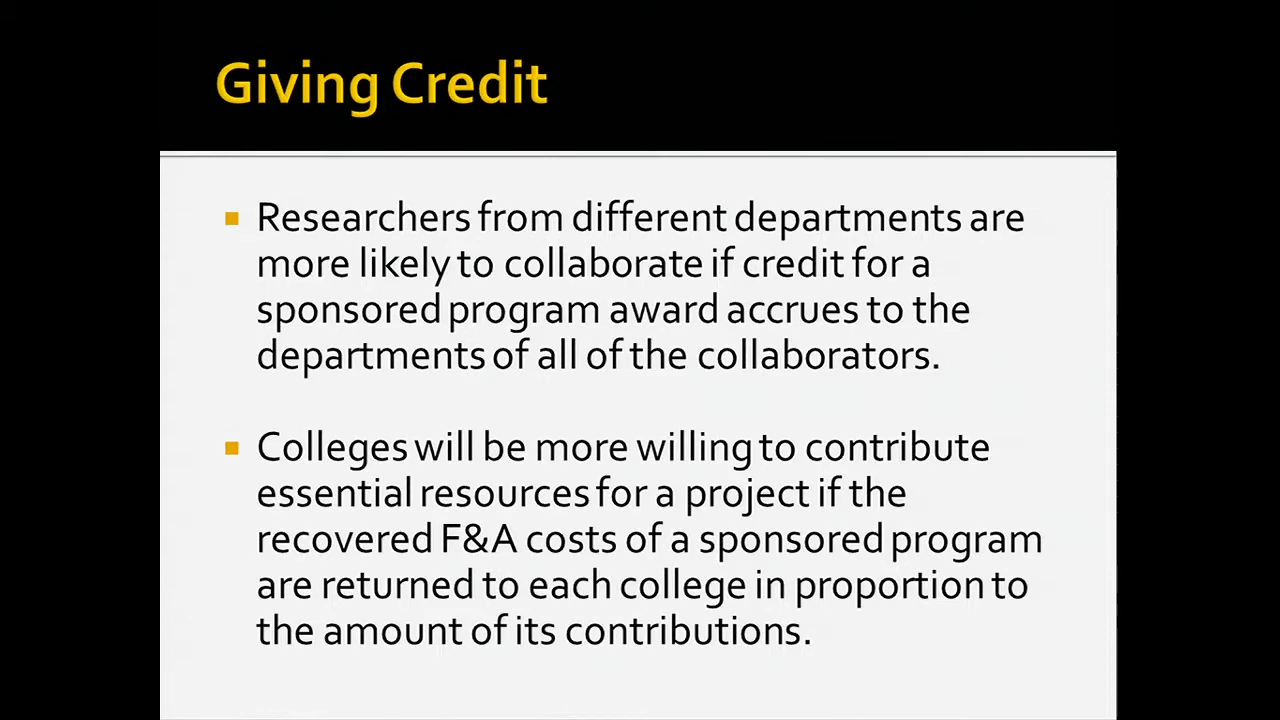 Giving Credit
Researchers from different departments are
more likely to collaborate if credit for a
sponsored program award accrues to the
departments of all of the collaborators.
Colleges will be more willing to contribute
essential resources for a project if the
recovered F&A costs of a sponsored program
are returned to each college in proportion to
the amount of its contributions.